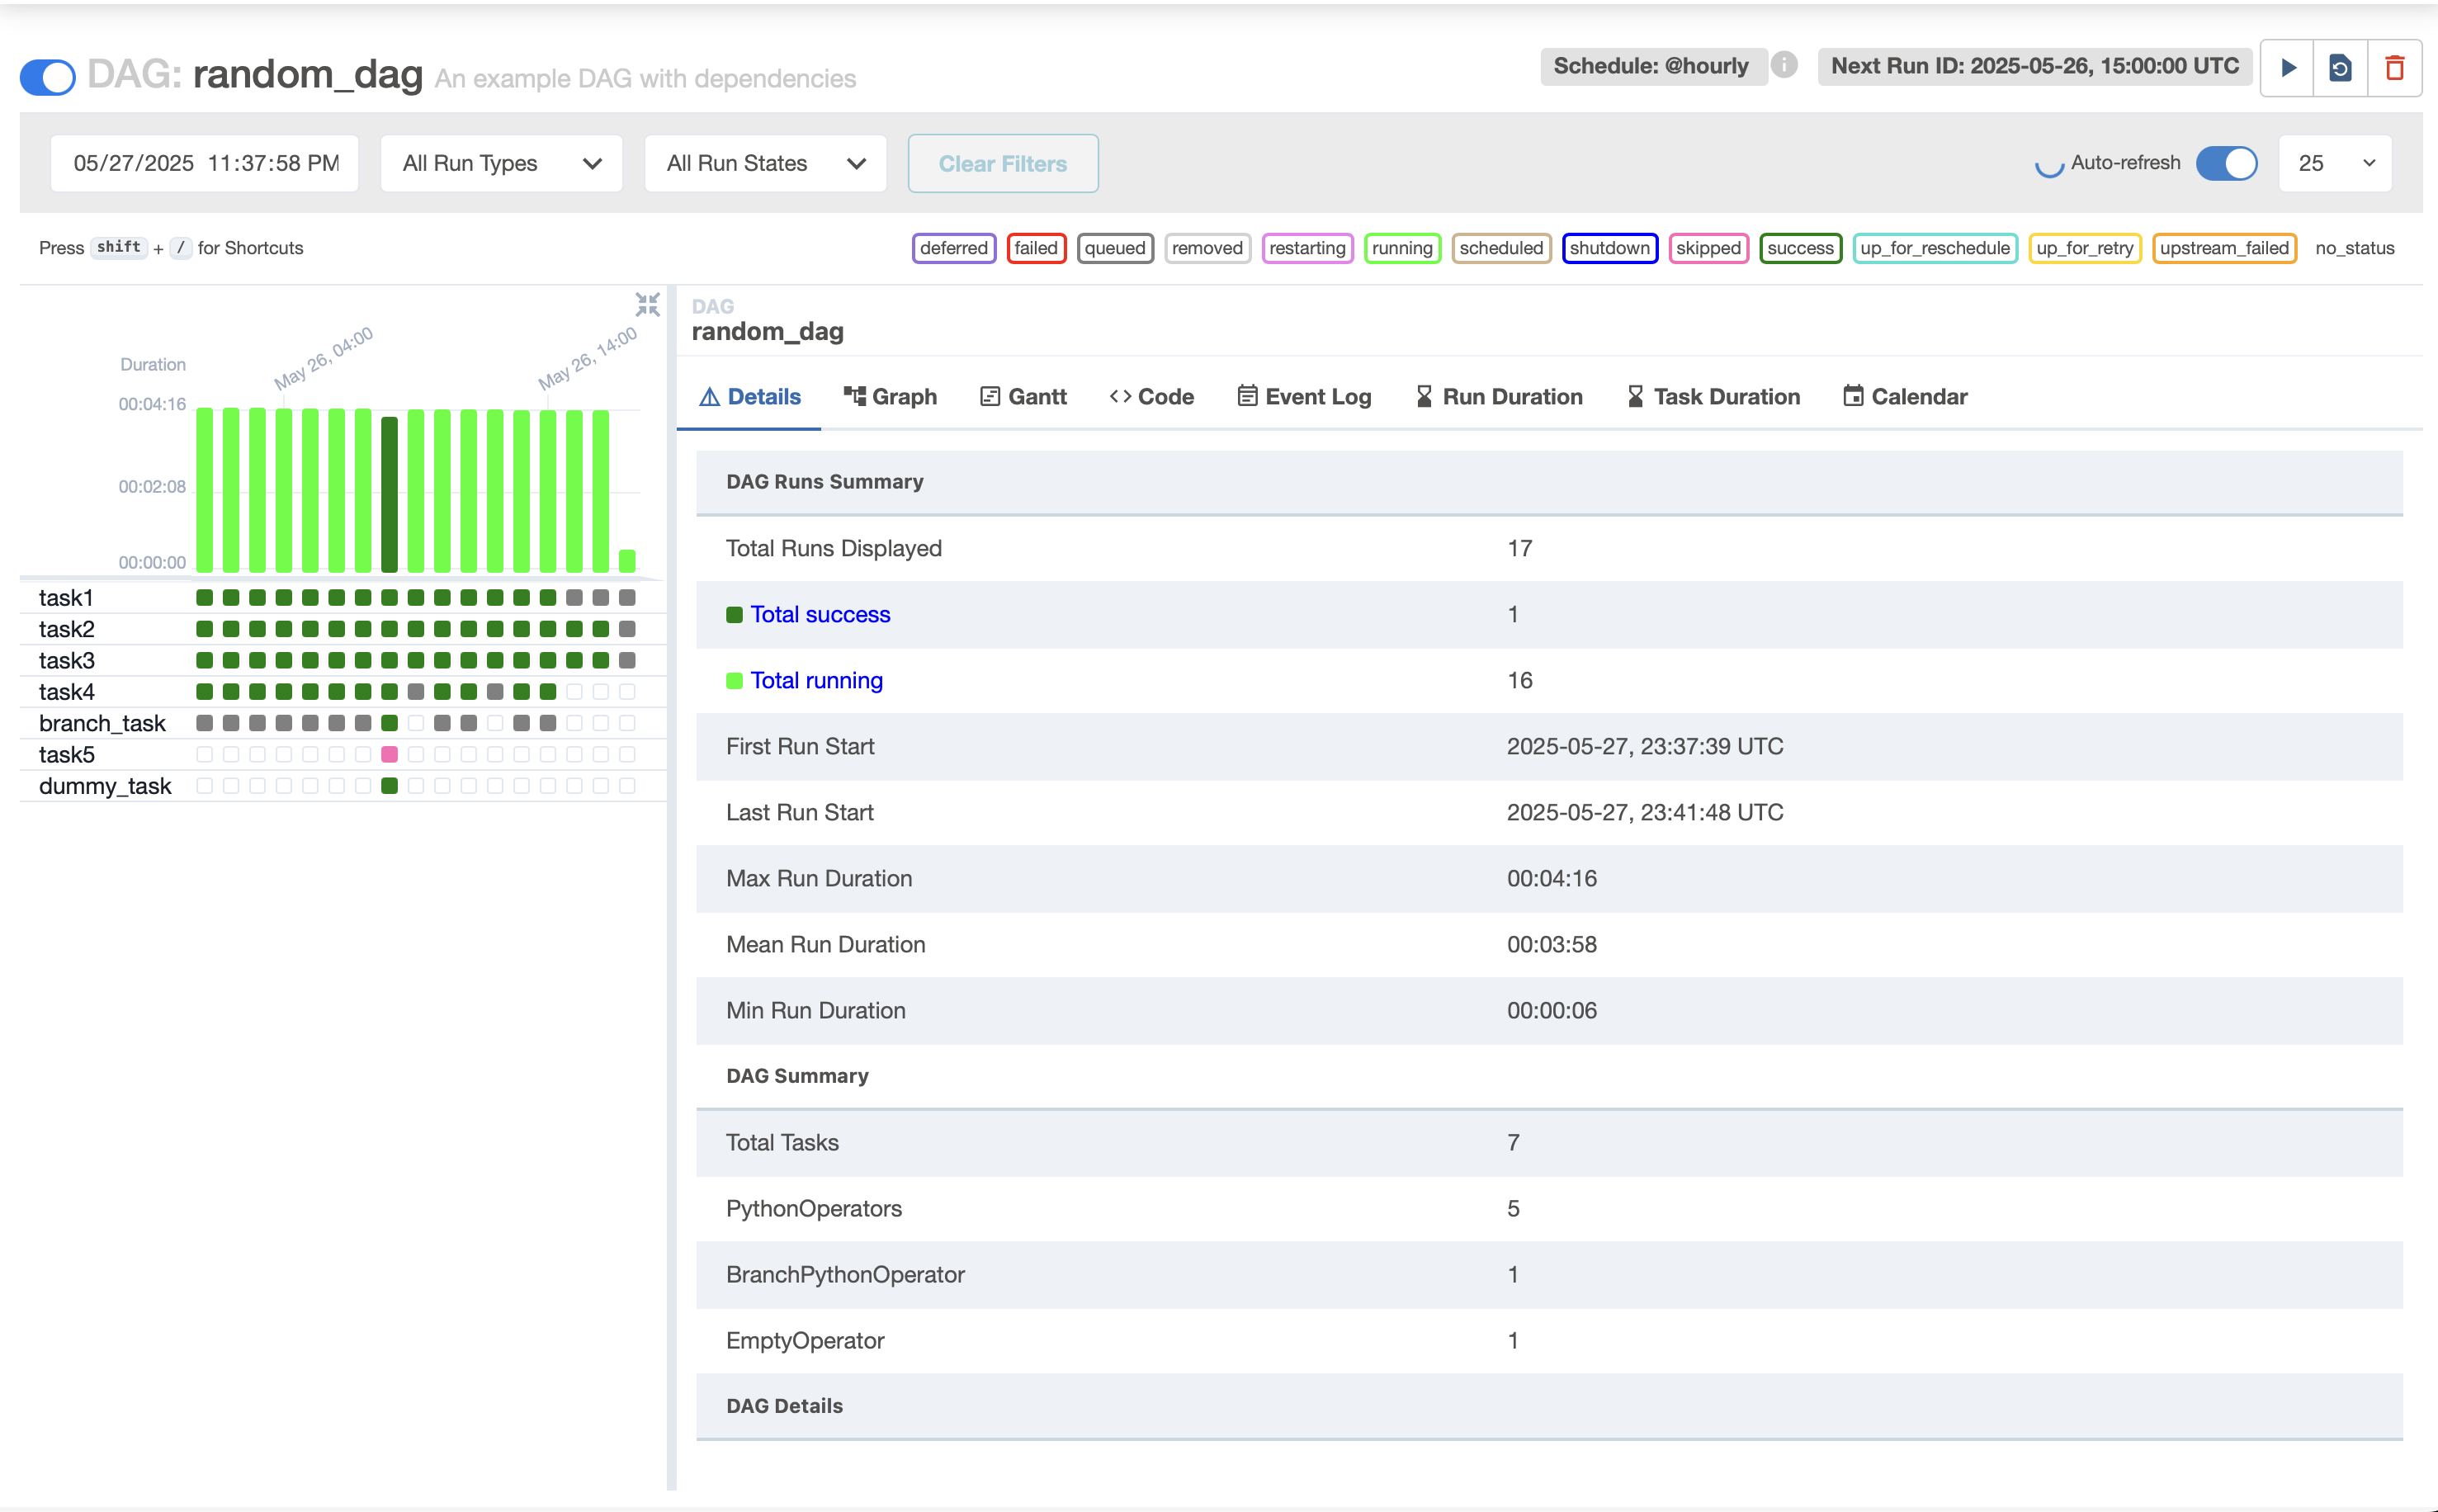 DAG: random_dag An example DAG with dependencies
Schedule: @hourly
Next Run ID: 2025-05-26, 15:00:00 UTC
05/27/2025 11:37:58 PM
All Run Types
All Run States
Clear Filters
Auto-refresh
25
Press shift + / for Shortcuts
deferred failed queued removed restarting running scheduled shutdown skipped success up_for_reschedule up_for_retry upstream_failed no_status
Duration
May 26, 04:00
May 26, 14:00
00:04:16
00:02:08
00:00:00
task1
task2
task3
task4
branch_task
task5
dummy_task
DAG
random_dag
Details
Graph
Gantt
Code
Event Log
Run Duration
Task Duration
Calendar
DAG Runs Summary
Total Runs Displayed 17
Total success 1
Total running 16
First Run Start 2025-05-27, 23:37:39 UTC
Last Run Start 2025-05-27, 23:41:48 UTC
Max Run Duration 00:04:16
Mean Run Duration 00:03:58
Min Run Duration 00:00:06
DAG Summary
Total Tasks 7
PythonOperators 5
BranchPythonOperator 1
EmptyOperator 1
DAG Details